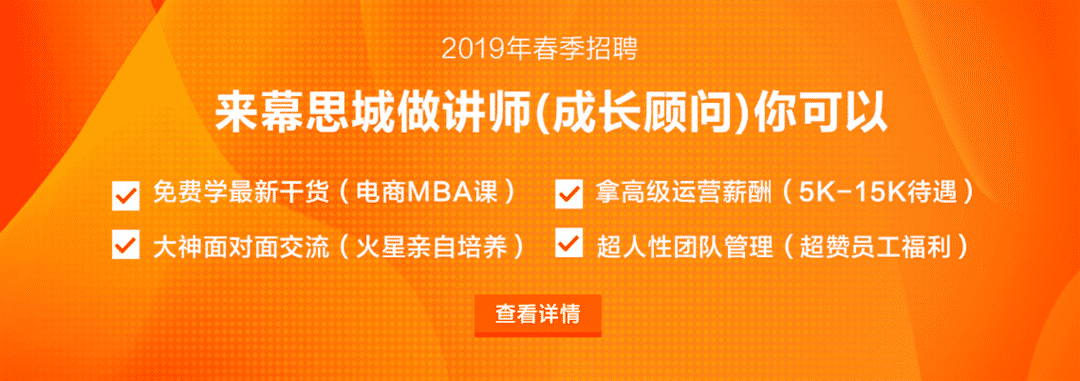 2019年春季招聘
来幕思城做讲师(成长顾问)你可以
免费学最新干货（电商MBA课）
拿高级运营薪酬（5K-15K待遇）
大神面对面交流（火星亲自培养）
超人性团队管理（超赞员工福利）
查看详情